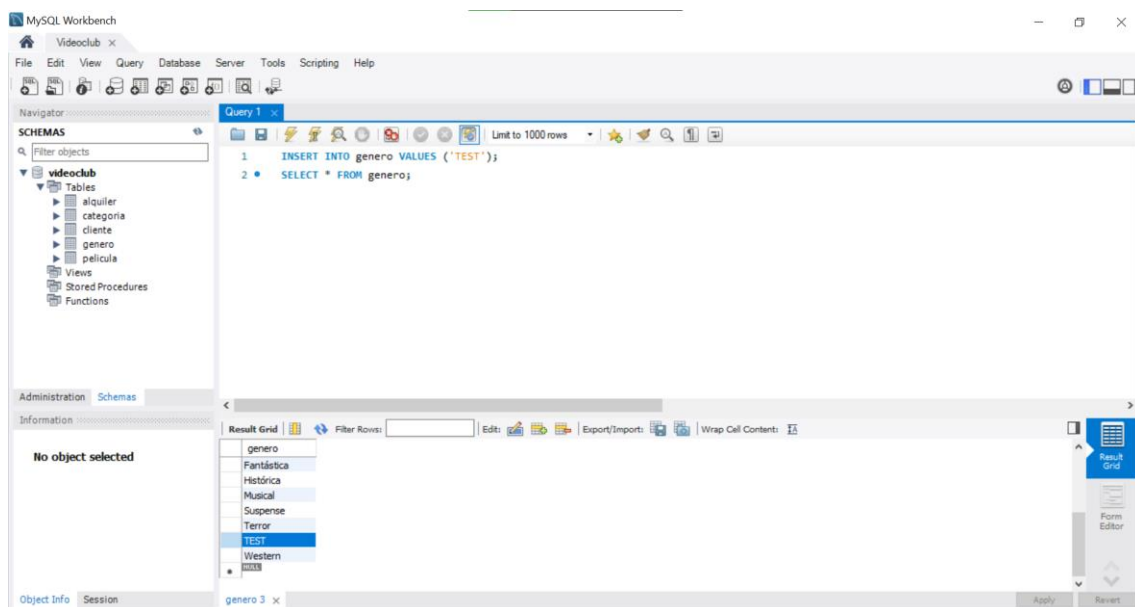 MySQL Workbench
Videoclub
File Edit View Query Database Server Tools Scripting Help
Navigator
SCHEMAS
Filter objects
videoclub
Tables
alquiler
categoria
cliente
genero
pelicula
Views
Stored Procedures
Functions
Administration Schemas
Information
No object selected
Object Info Session
Query 1
Limit to 1000 rows
1 INSERT INTO genero VALUES ('TEST');
2 SELECT * FROM genero;
Result Grid Filter Rows: Edit: Export/Import: Wrap Cell Content:
genero
Fantástica
Histórica
Musical
Suspense
Terror
TEST
Western
NULL
Result
Grid
Form
Editor
genero 3
Apply Revert